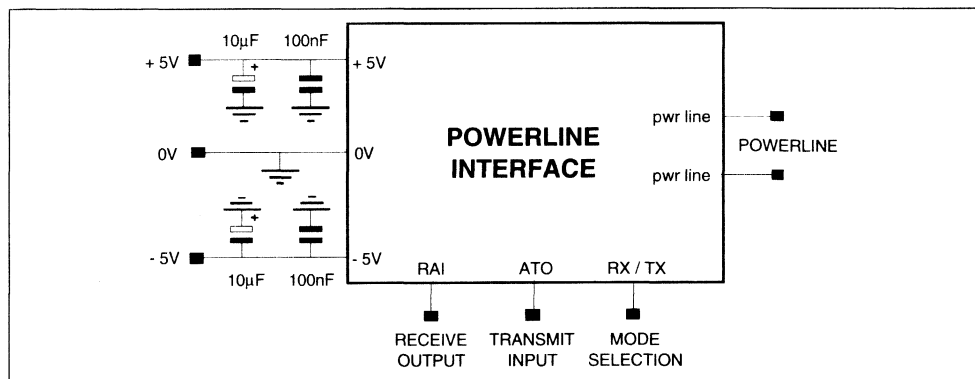 10µF 100nF
+ 5V + 5V
+
pwr line
POWERLINE
INTERFACE
POWERLINE
0V 0V
pwr line
+
- 5V - 5V
10µF 100nF
RAI ATO RX / TX
RECEIVE OUTPUT
TRANSMIT INPUT
MODE SELECTION